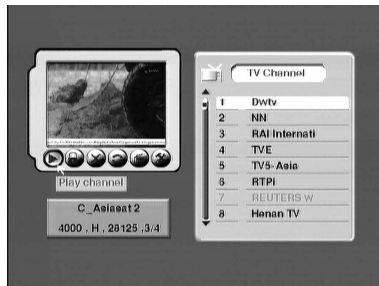 TV Channel
1 Dwtv
2 NN
3 RAI Internati
4 TVE
5 TV5-Asia
6 RTPi
7 REUTERS W
8 Henan TV
Play channel
C_Asiasat 2
4000 , H , 28125 ,3/4